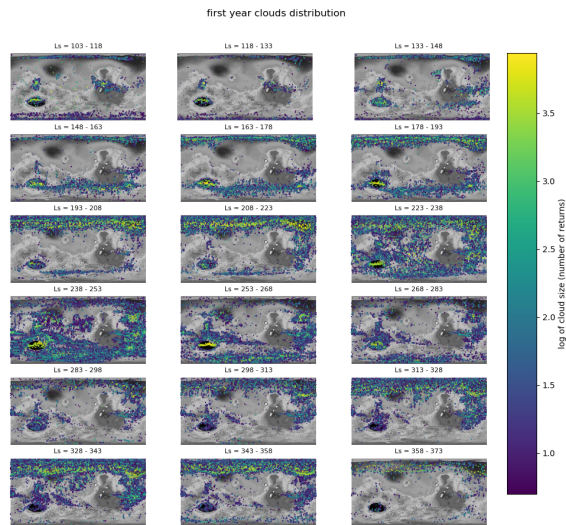 first year clouds distribution
Ls = 103 - 118
Ls = 118 - 133
Ls = 133 - 148
Ls = 148 - 163
Ls = 163 - 178
Ls = 178 - 193
Ls = 193 - 208
Ls = 208 - 223
Ls = 223 - 238
Ls = 238 - 253
Ls = 253 - 268
Ls = 268 - 283
Ls = 283 - 298
Ls = 298 - 313
Ls = 313 - 328
Ls = 328 - 343
Ls = 343 - 358
Ls = 358 - 373
3.5
3.0
2.5
2.0
1.5
1.0
log of cloud size (number of returns)